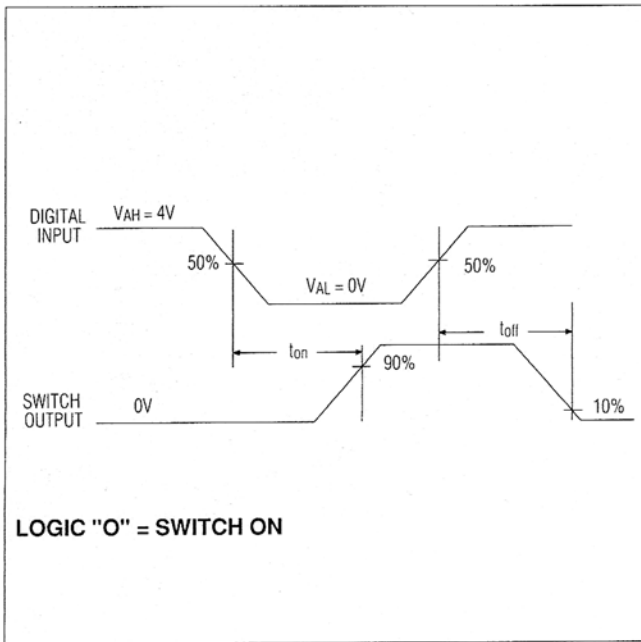 DIGITAL
INPUT
VAH = 4V
50%
VAL = 0V
50%
ton
toff
90%
SWITCH
OUTPUT
0V
10%
LOGIC "O" = SWITCH ON